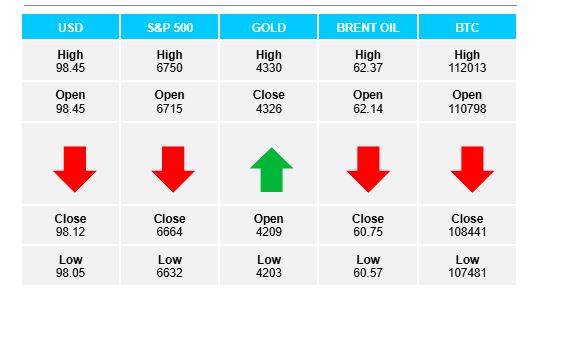 USD S&P 500 GOLD BRENT OIL BTC
High High High High High
98.45 6750 4330 62.37 112013
Open Open Close Open Open
98.45 6715 4326 62.14 110798
Close Close Open Close Close
98.12 6664 4209 60.75 108441
Low Low Low Low Low
98.05 6632 4203 60.57 107481